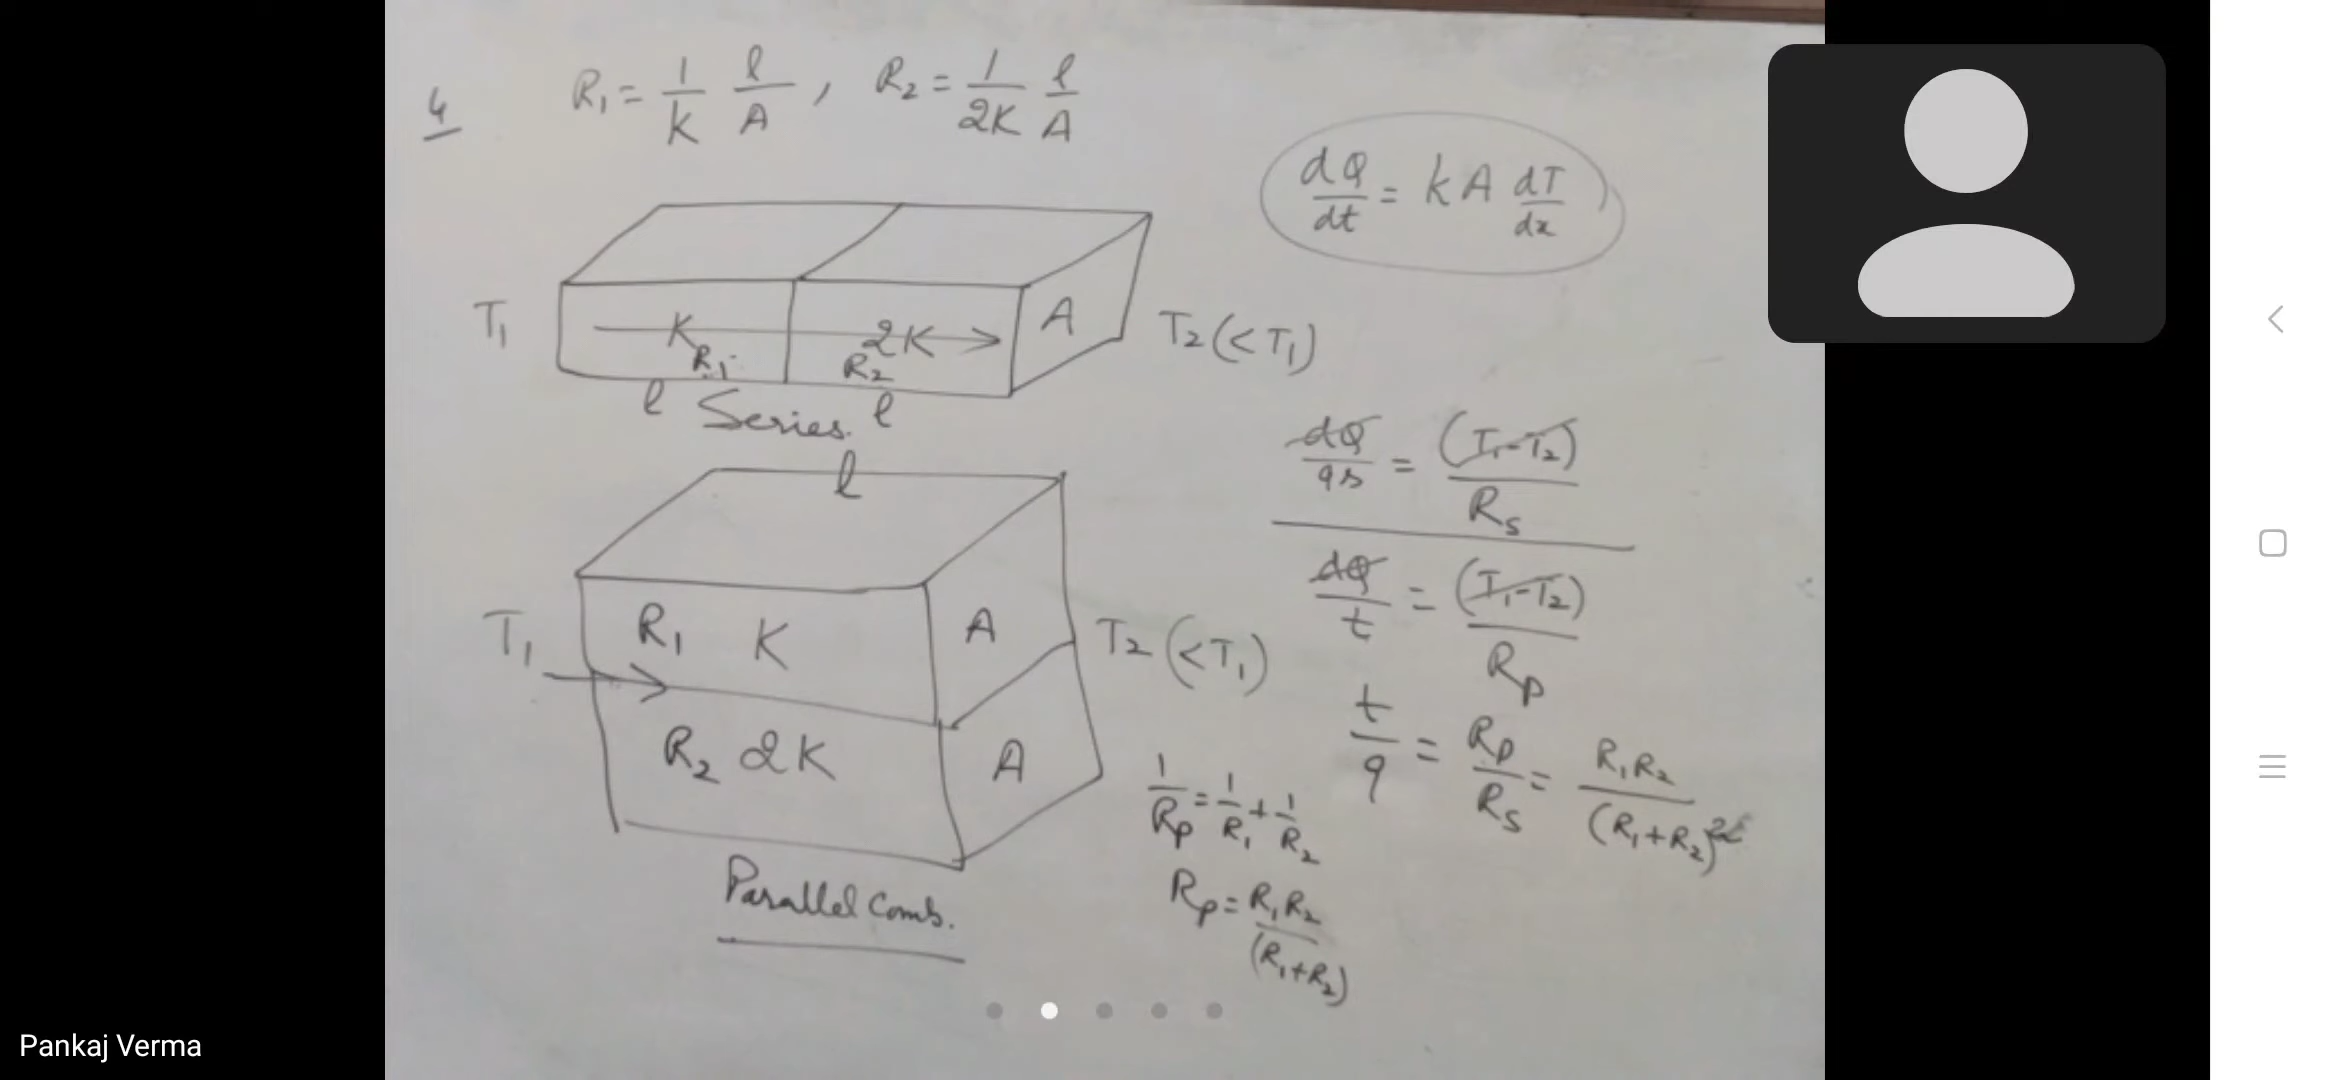 4
R₁ = 1/K l/A , R₂ = 1/2K l/A
dQ/dt = kA dT/dx
T₁
K
R₁
2K
R₂
A
T₂ (< T₁)
l Series. l
dQ/9s = (T₁-T₂)/Rs
l
dQ/t = (T₁-T₂)/Rp
T₁
R₁ K
A
T₂ (< T₁)
R₂ 2K
A
t/9 = Rp/Rs = R₁R₂/(R₁+R₂)²
1/Rp = 1/R₁ + 1/R₂
Rp = R₁R₂/(R₁+R₂)
Parallel Comb.
Pankaj Verma